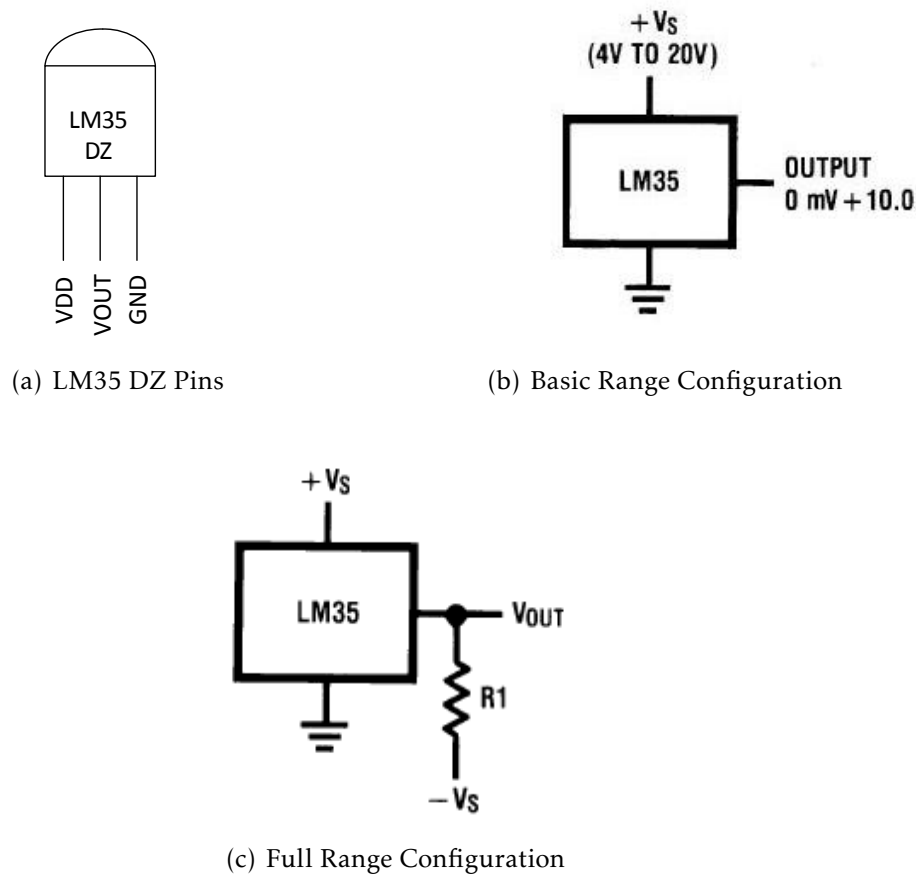 LM35
DZ
VDD
VOUT
GND
(a) LM35 DZ Pins
+VS
(4V TO 20V)
LM35
OUTPUT
0 mV + 10.0
(b) Basic Range Configuration
+VS
LM35
VOUT
R1
−VS
(c) Full Range Configuration